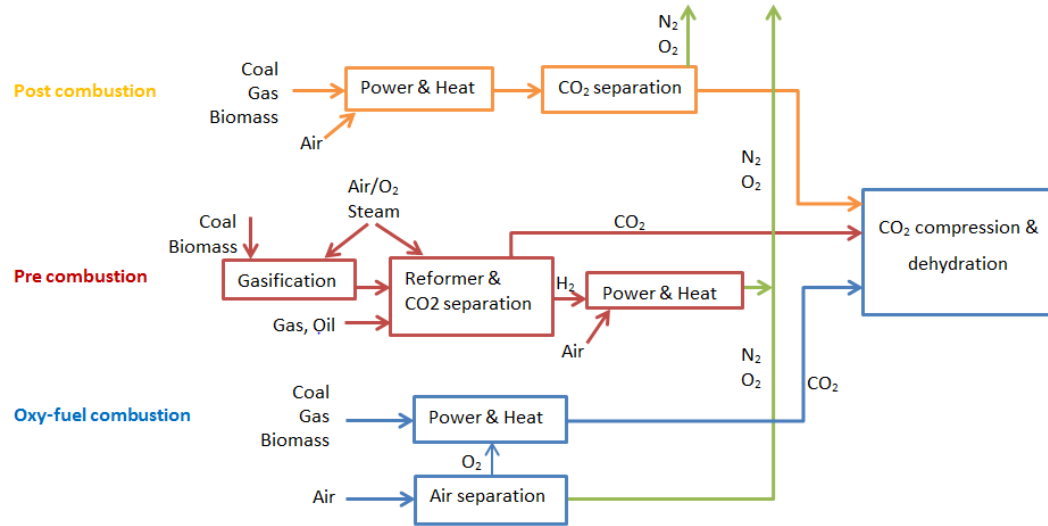 N₂
O₂
Post combustion
Coal
Gas
Biomass
Power & Heat
CO₂ separation
Air
N₂
O₂
Air/O₂
Steam
Coal
Biomass
CO₂
CO₂ compression &
dehydration
Pre combustion
Gasification
Reformer &
CO2 separation
H₂
Power & Heat
Gas, Oil
Air
N₂
O₂
CO₂
Coal
Gas
Biomass
Oxy-fuel combustion
Power & Heat
O₂
Air
Air separation